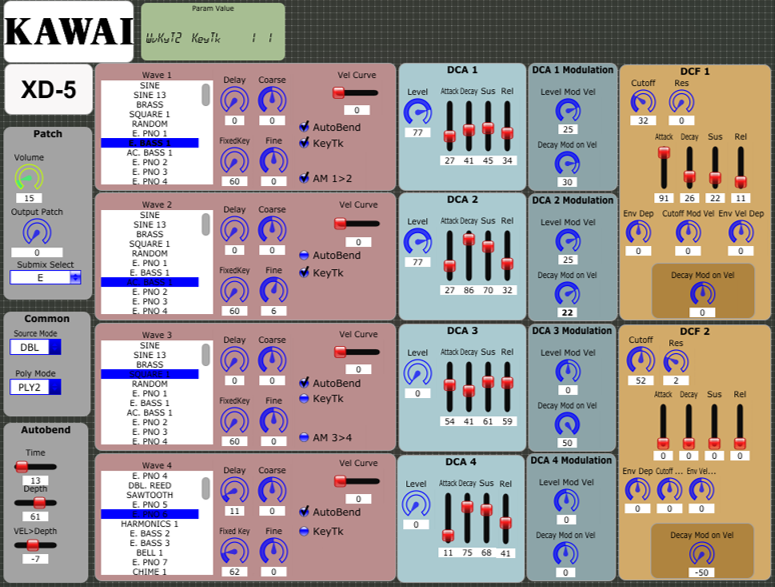 KAWAI
Param Value
WvKyT2 KeyTk 1 1
XD-5
Patch
Volume
15
Output Patch
0
Submix Select
E
Common
Source Mode
DBL
Poly Mode
PLY2
Autobend
Time
13
Depth
61
VEL>Depth
-7
Wave 1
SINE
SINE 13
BRASS
SQUARE 1
RANDOM
E. PNO 1
E. BASS 1
AC. BASS 1
E. PNO 2
E. PNO 3
E. PNO 4
Delay
0
Coarse
0
FixedKey
60
Fine
0
Vel Curve
0
AutoBend
KeyTk
AM 1>2
Wave 2
SINE
SINE 13
BRASS
SQUARE 1
RANDOM
E. PNO 1
E. BASS 1
AC. BASS 1
E. PNO 2
E. PNO 3
E. PNO 4
Delay
0
Coarse
0
FixedKey
60
Fine
6
Vel Curve
0
AutoBend
KeyTk
Wave 3
SINE
SINE 13
BRASS
SQUARE 1
RANDOM
E. PNO 1
E. BASS 1
AC. BASS 1
E. PNO 2
E. PNO 3
E. PNO 4
Delay
0
Coarse
0
FixedKey
60
Fine
0
Vel Curve
0
AutoBend
KeyTk
AM 3>4
Wave 4
E. PNO 4
DBL. REED
SAWTOOTH
E. PNO 5
HARMONICS 1
E. BASS 2
E. BASS 3
BELL 1
E. PNO 7
CHIME 1
Delay
11
Coarse
0
Fixed Key
62
Fine
0
Vel Curve
0
AutoBend
KeyTk
DCA 1
Level
77
Attack Decay Sus Rel
27 41 45 34
DCA 2
Level
77
Attack Decay Sus Rel
27 86 70 32
DCA 3
Level
0
Attack Decay Sus Rel
54 41 61 59
DCA 4
Level
0
Attack Decay Sus Rel
11 75 68 41
DCA 1 Modulation
Level Mod Vel
25
Decay Mod on Vel
30
DCA 2 Modulation
Level Mod Vel
25
Decay Mod on Vel
22
DCA 3 Modulation
Level Mod Vel
0
Decay Mod on Vel
50
DCA 4 Modulation
Level Mod Vel
0
Decay Mod on Vel
0
DCF 1
Cutoff
32
Res
0
Attack Decay Sus Rel
91 26 22 11
Env Dep Cutoff Mod Vel Env Vel Dep
0 0 0
Decay Mod on Vel
0
DCF 2
Cutoff
52
Res
2
Attack Decay Sus Rel
0 0 0 0
Env Dep Cutoff ... Env Vel...
0 0 0
Decay Mod on Vel
-50